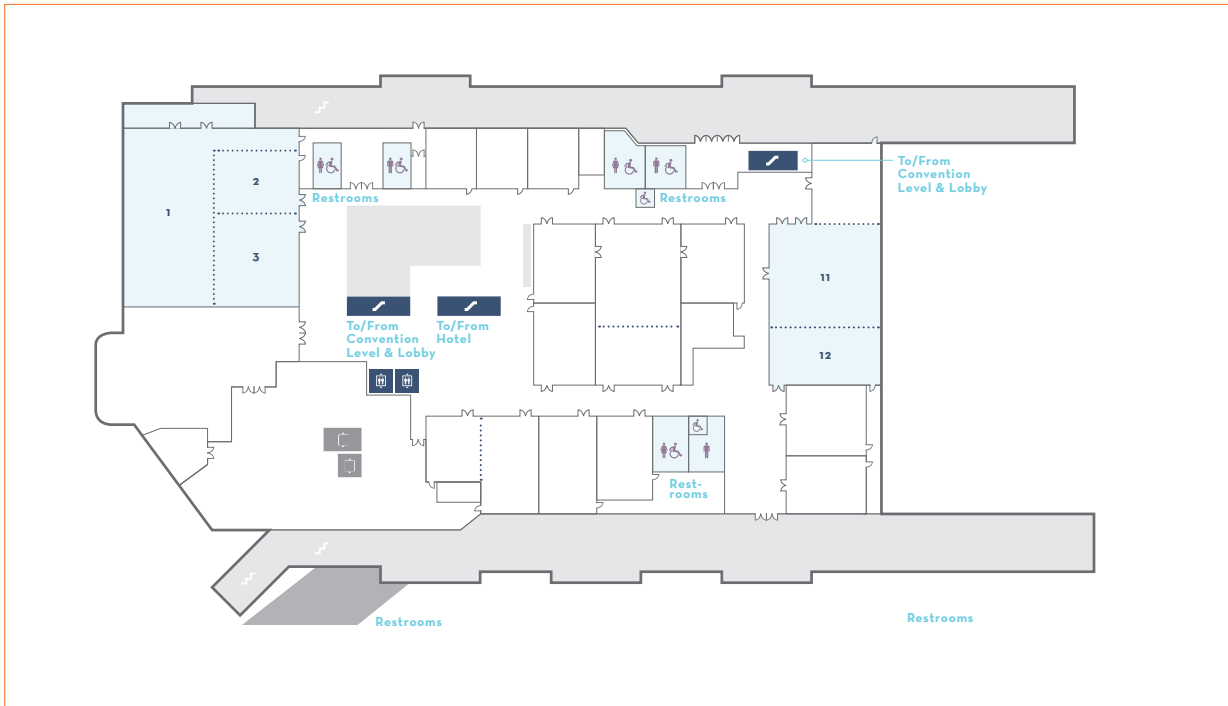 To/From
Convention
Level & Lobby
2
Restrooms
Restrooms
1
3
11
To/From
Convention
Level & Lobby
To/From
Hotel
12
Rest-
rooms
Restrooms
Restrooms